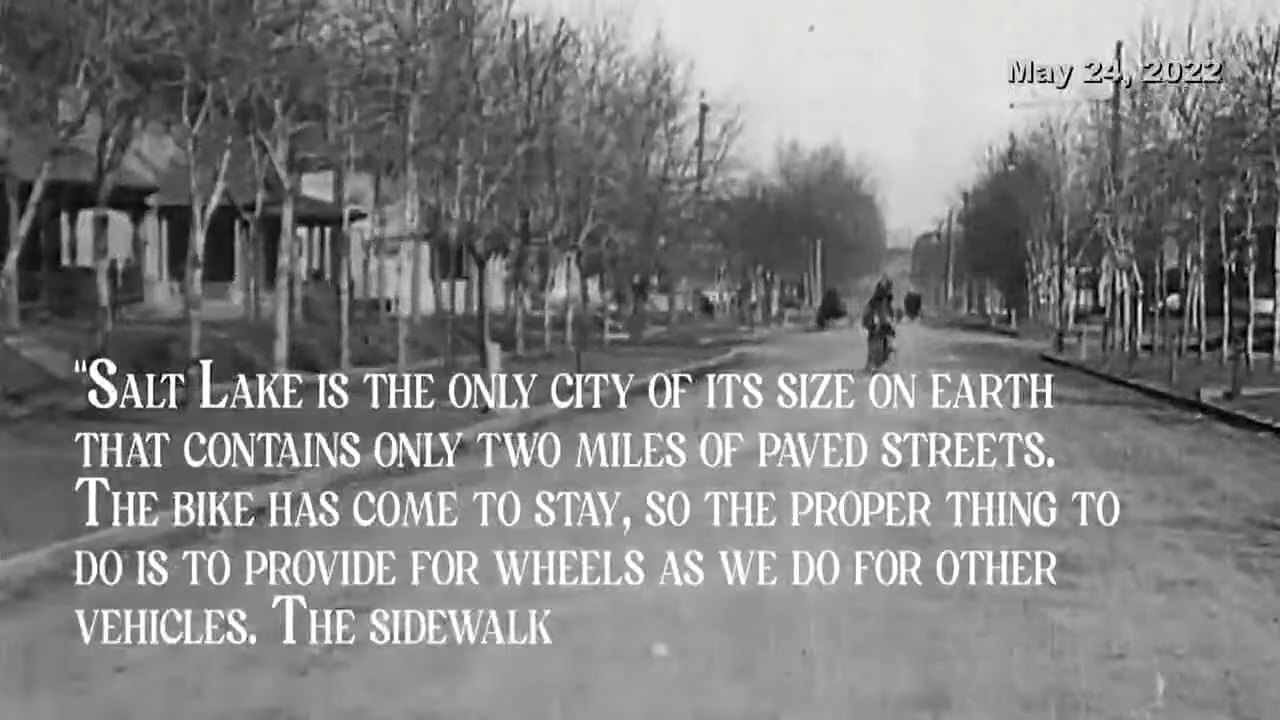 May 24, 2022
"Salt Lake is the only city of its size on earth
that contains only two miles of paved streets.
The bike has come to stay, so the proper thing to
do is to provide for wheels as we do for other
vehicles. The sidewalk